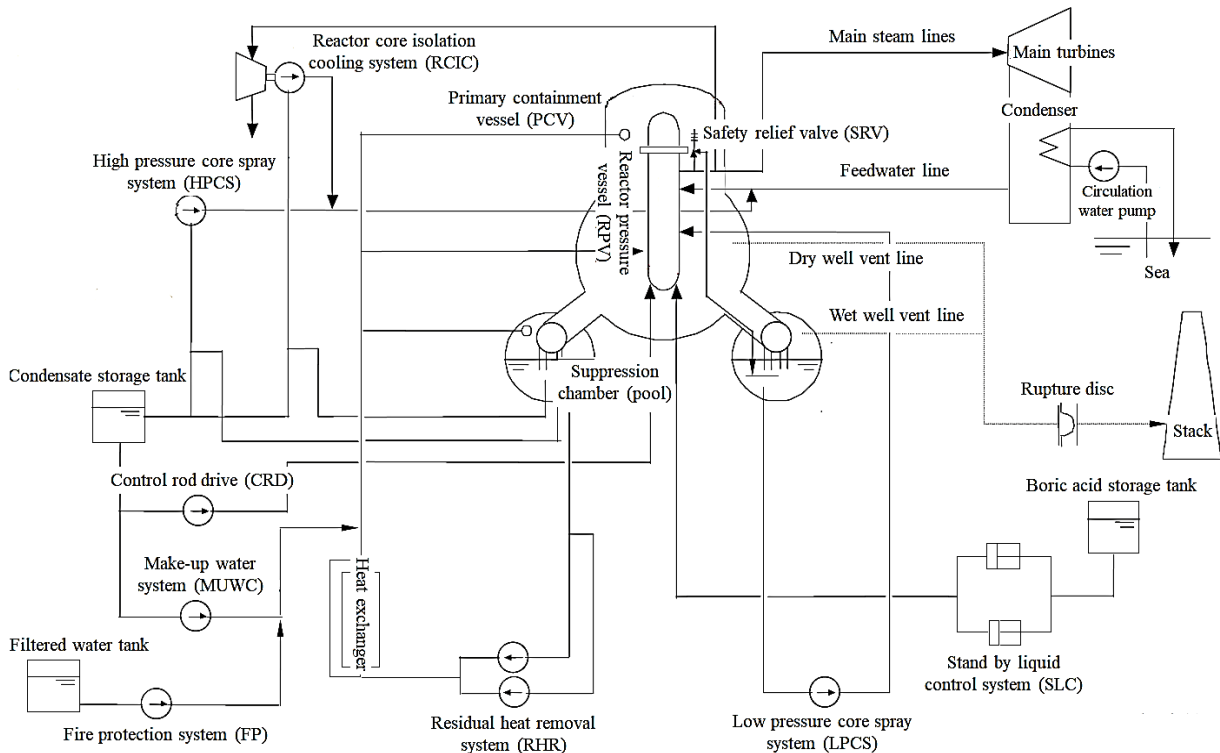 Reactor core isolation
cooling system (RCIC)
Main steam lines
Main turbines
Primary containment
vessel (PCV)
Safety relief valve (SRV)
Condenser
High pressure core spray
system (HPCS)
Reactor pressure
vessel (RPV)
Feedwater line
Circulation
water pump
Dry well vent line
Sea
Wet well vent line
Condensate storage tank
Suppression
chamber (pool)
Rupture disc
Stack
Control rod drive (CRD)
Boric acid storage tank
Make-up water
system (MUWC)
Heat exchanger
Filtered water tank
Stand by liquid
control system (SLC)
Fire protection system (FP)
Residual heat removal
system (RHR)
Low pressure core spray
system (LPCS)